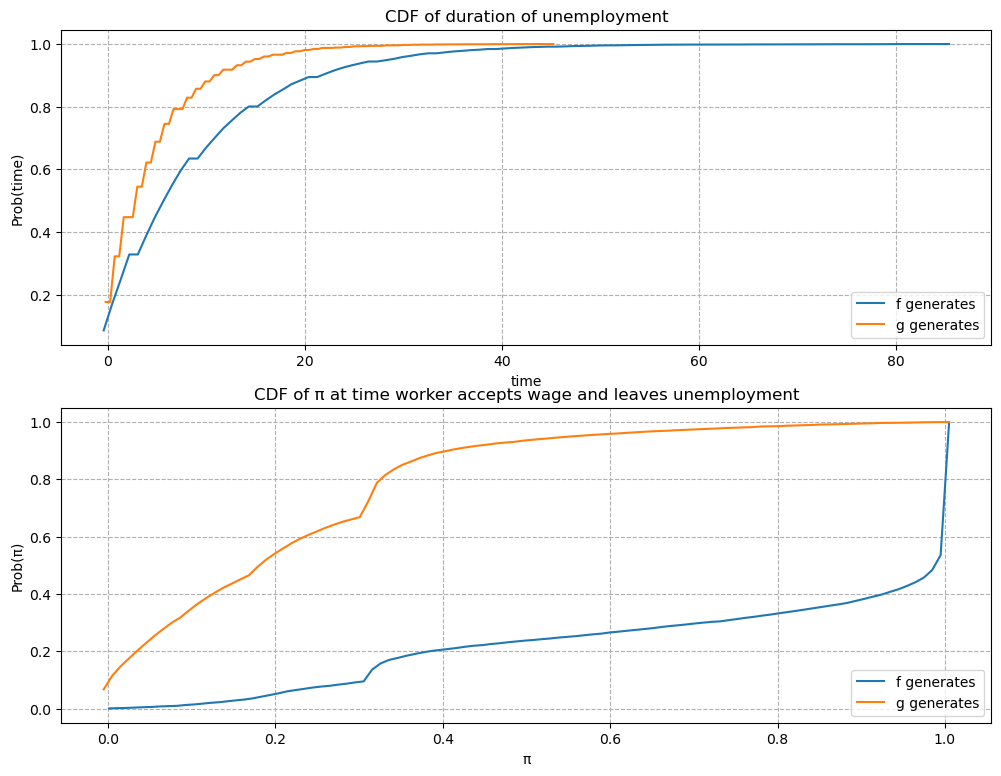 CDF of duration of unemployment
1.0
0.8
0.6
0.4
0.2
Prob(time)
0 20 40 60 80
time
f generates
g generates
CDF of π at time worker accepts wage and leaves unemployment
1.0
0.8
0.6
0.4
0.2
0.0
Prob(π)
0.0 0.2 0.4 0.6 0.8 1.0
π
f generates
g generates